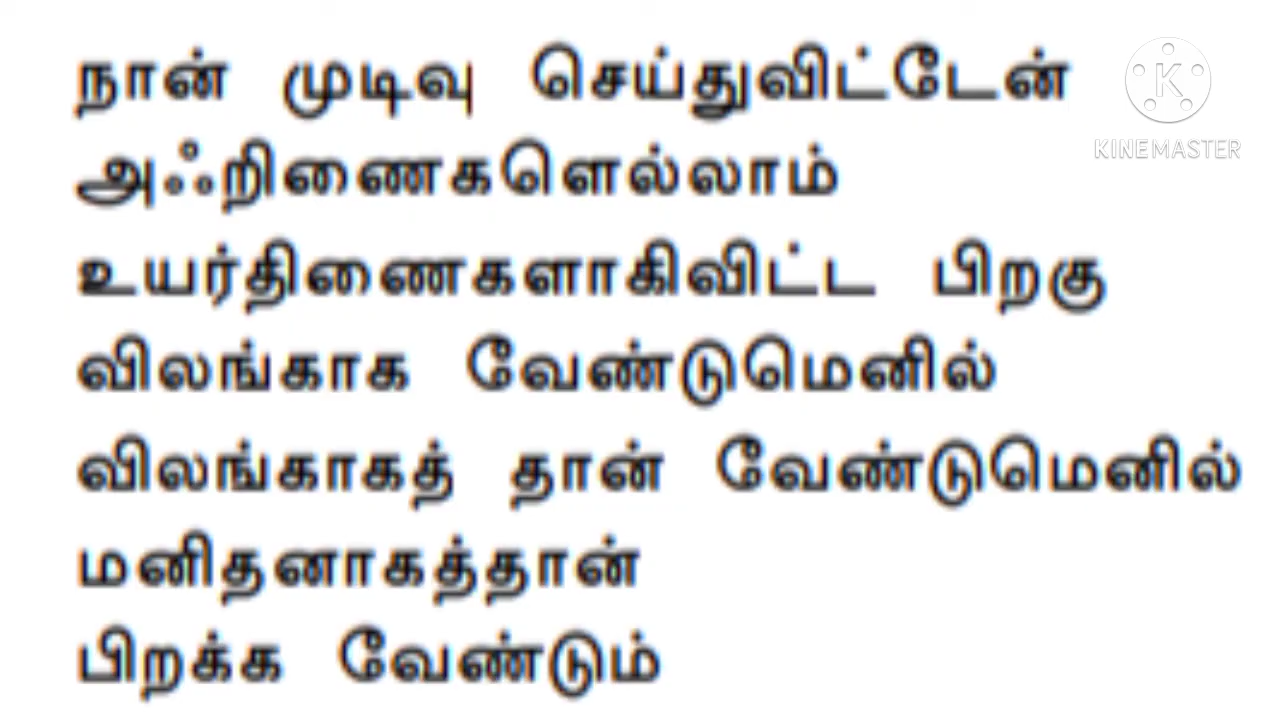 நான் முடிவு செய்துவிட்டேன்
அஃறிணைகளெல்லாம்
உயர்திணைகளாகிவிட்ட பிறகு
விலங்காக வேண்டுமெனில்
விலங்காகத் தான் வேண்டுமெனில்
மனிதனாகத்தான்
பிறக்க வேண்டும்
K
KINEMASTER